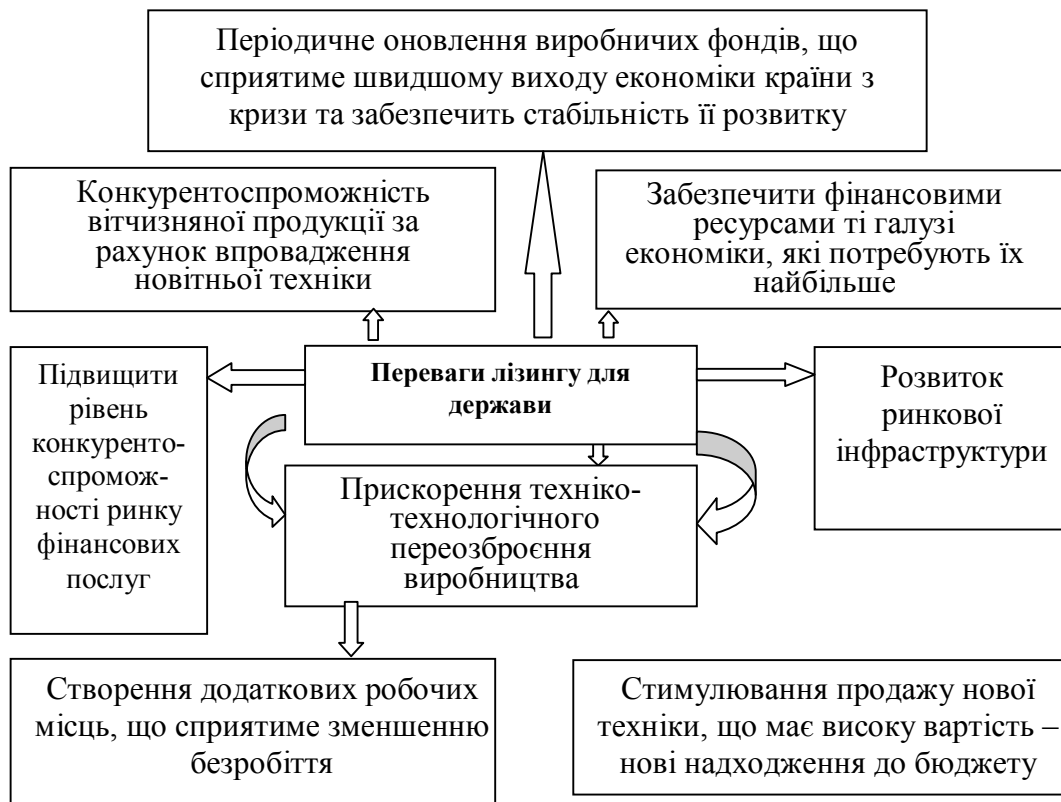 Періодичне оновлення виробничих фондів, що
сприятиме швидшому виходу економіки країни з
кризи та забезпечить стабільність її розвитку
Конкурентоспроможність
вітчизняної продукції за
рахунок впровадження
новітньої техніки
Забезпечити фінансовими
ресурсами ті галузі
економіки, які потребують їх
найбільше
Підвищити
рівень
конкуренто-
спромож-
ності ринку
фінансових
послуг
Переваги лізингу для
держави
Розвиток
ринкової
інфраструктури
Прискорення техніко-
технологічного
переозброєння
виробництва
Створення додаткових робочих
місць, що сприятиме зменшенню
безробіття
Стимулювання продажу нової
техніки, що має високу вартість –
нові надходження до бюджету